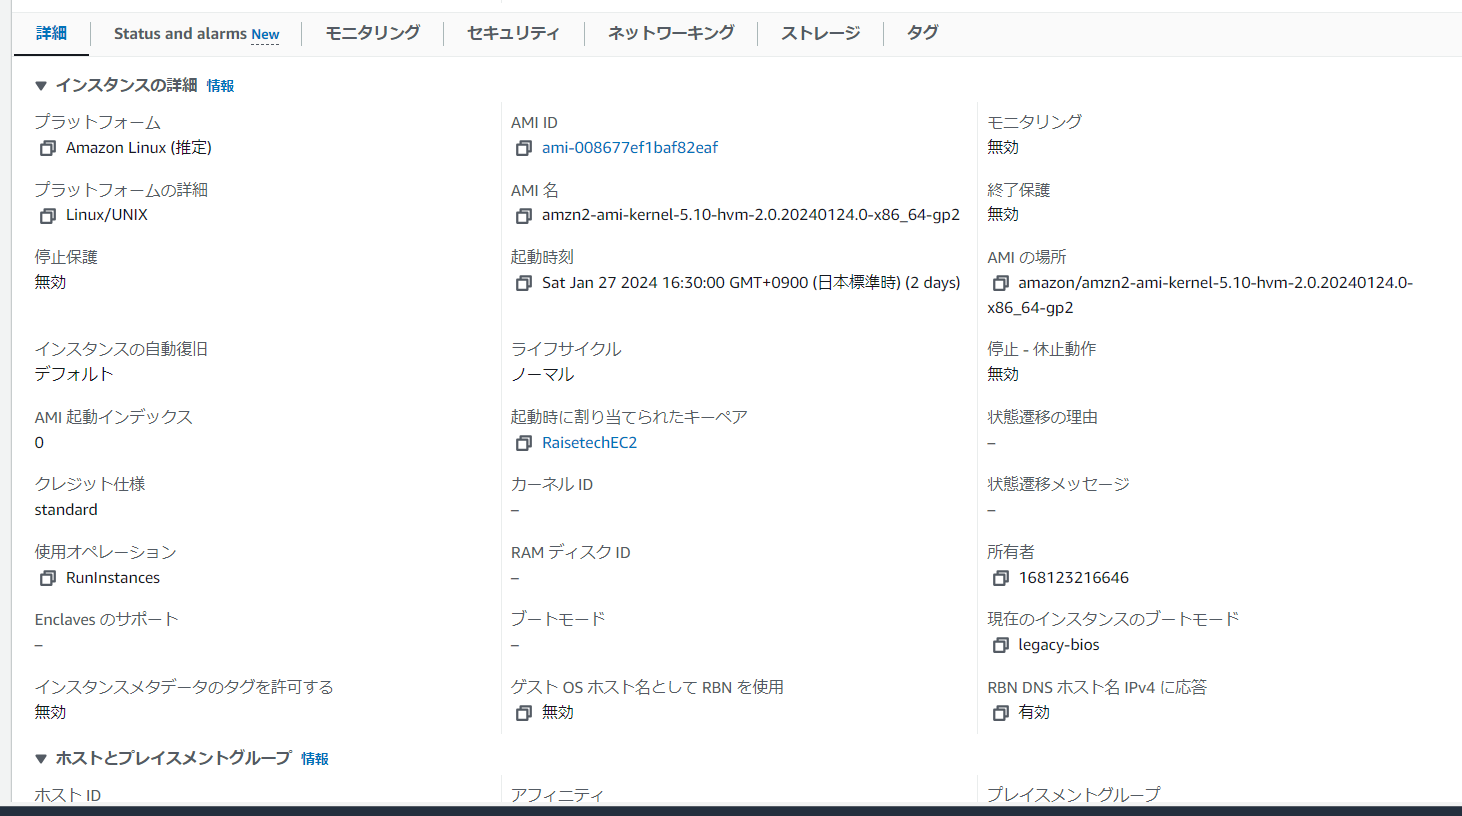 詳細 Status and alarms New モニタリング セキュリティ ネットワーキング ストレージ タグ
▼ インスタンスの詳細 情報
プラットフォーム
Amazon Linux (推定)
AMI ID
ami-008677ef1baf82eaf
モニタリング
無効
プラットフォームの詳細
Linux/UNIX
AMI 名
amzn2-ami-kernel-5.10-hvm-2.0.20240124.0-x86_64-gp2
終了保護
無効
停止保護
無効
起動時刻
Sat Jan 27 2024 16:30:00 GMT+0900 (日本標準時) (2 days)
AMI の場所
amazon/amzn2-ami-kernel-5.10-hvm-2.0.20240124.0-
x86_64-gp2
インスタンスの自動復旧
デフォルト
ライフサイクル
ノーマル
停止 - 休止動作
無効
AMI 起動インデックス
0
起動時に割り当てられたキーペア
RaisetechEC2
状態遷移の理由
–
クレジット仕様
standard
カーネル ID
–
状態遷移メッセージ
–
使用オペレーション
RunInstances
RAM ディスク ID
–
所有者
168123216646
Enclaves のサポート
–
ブートモード
–
現在のインスタンスのブートモード
legacy-bios
インスタンスメタデータのタグを許可する
無効
ゲスト OS ホスト名として RBN を使用
無効
RBN DNS ホスト名 IPv4 に応答
有効
▼ ホストとプレイスメントグループ 情報
ホスト ID
アフィニティ
プレイスメントグループ